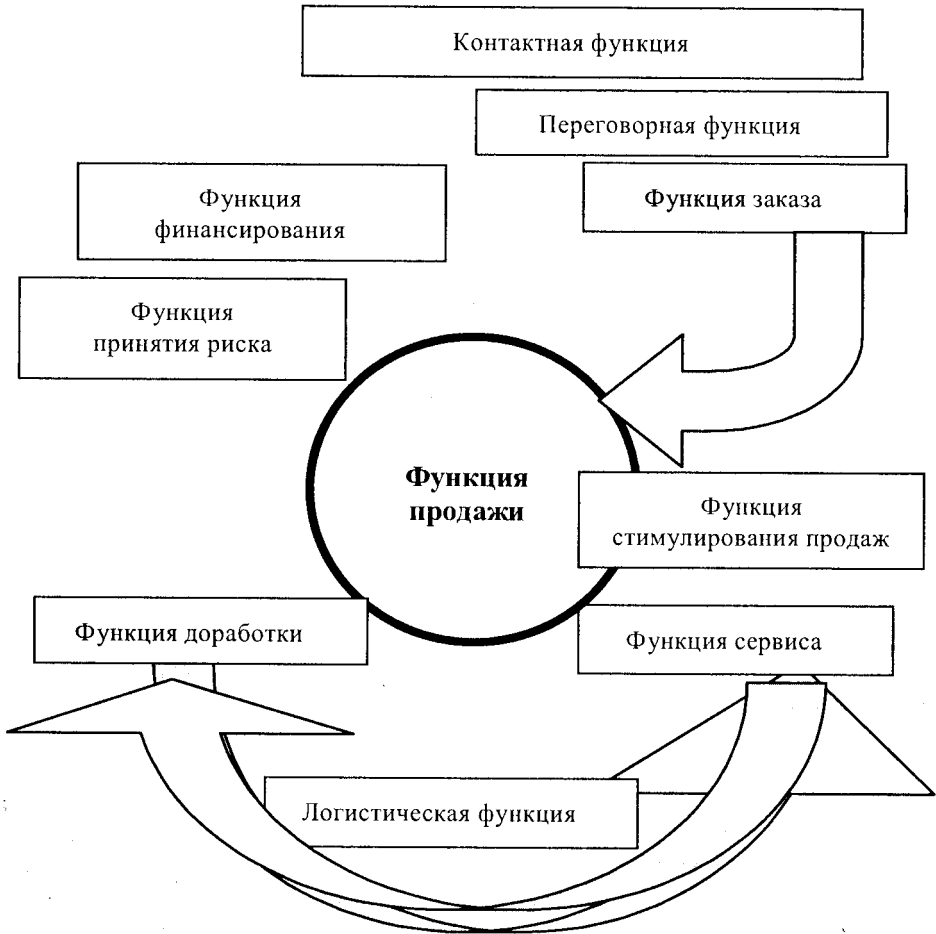 Контактная функция
Переговорная функция
Функция
финансирования
Функция заказа
Функция
принятия риска
Функция
продажи
Функция
стимулирования продаж
Функция доработки
Функция сервиса
Логистическая функция